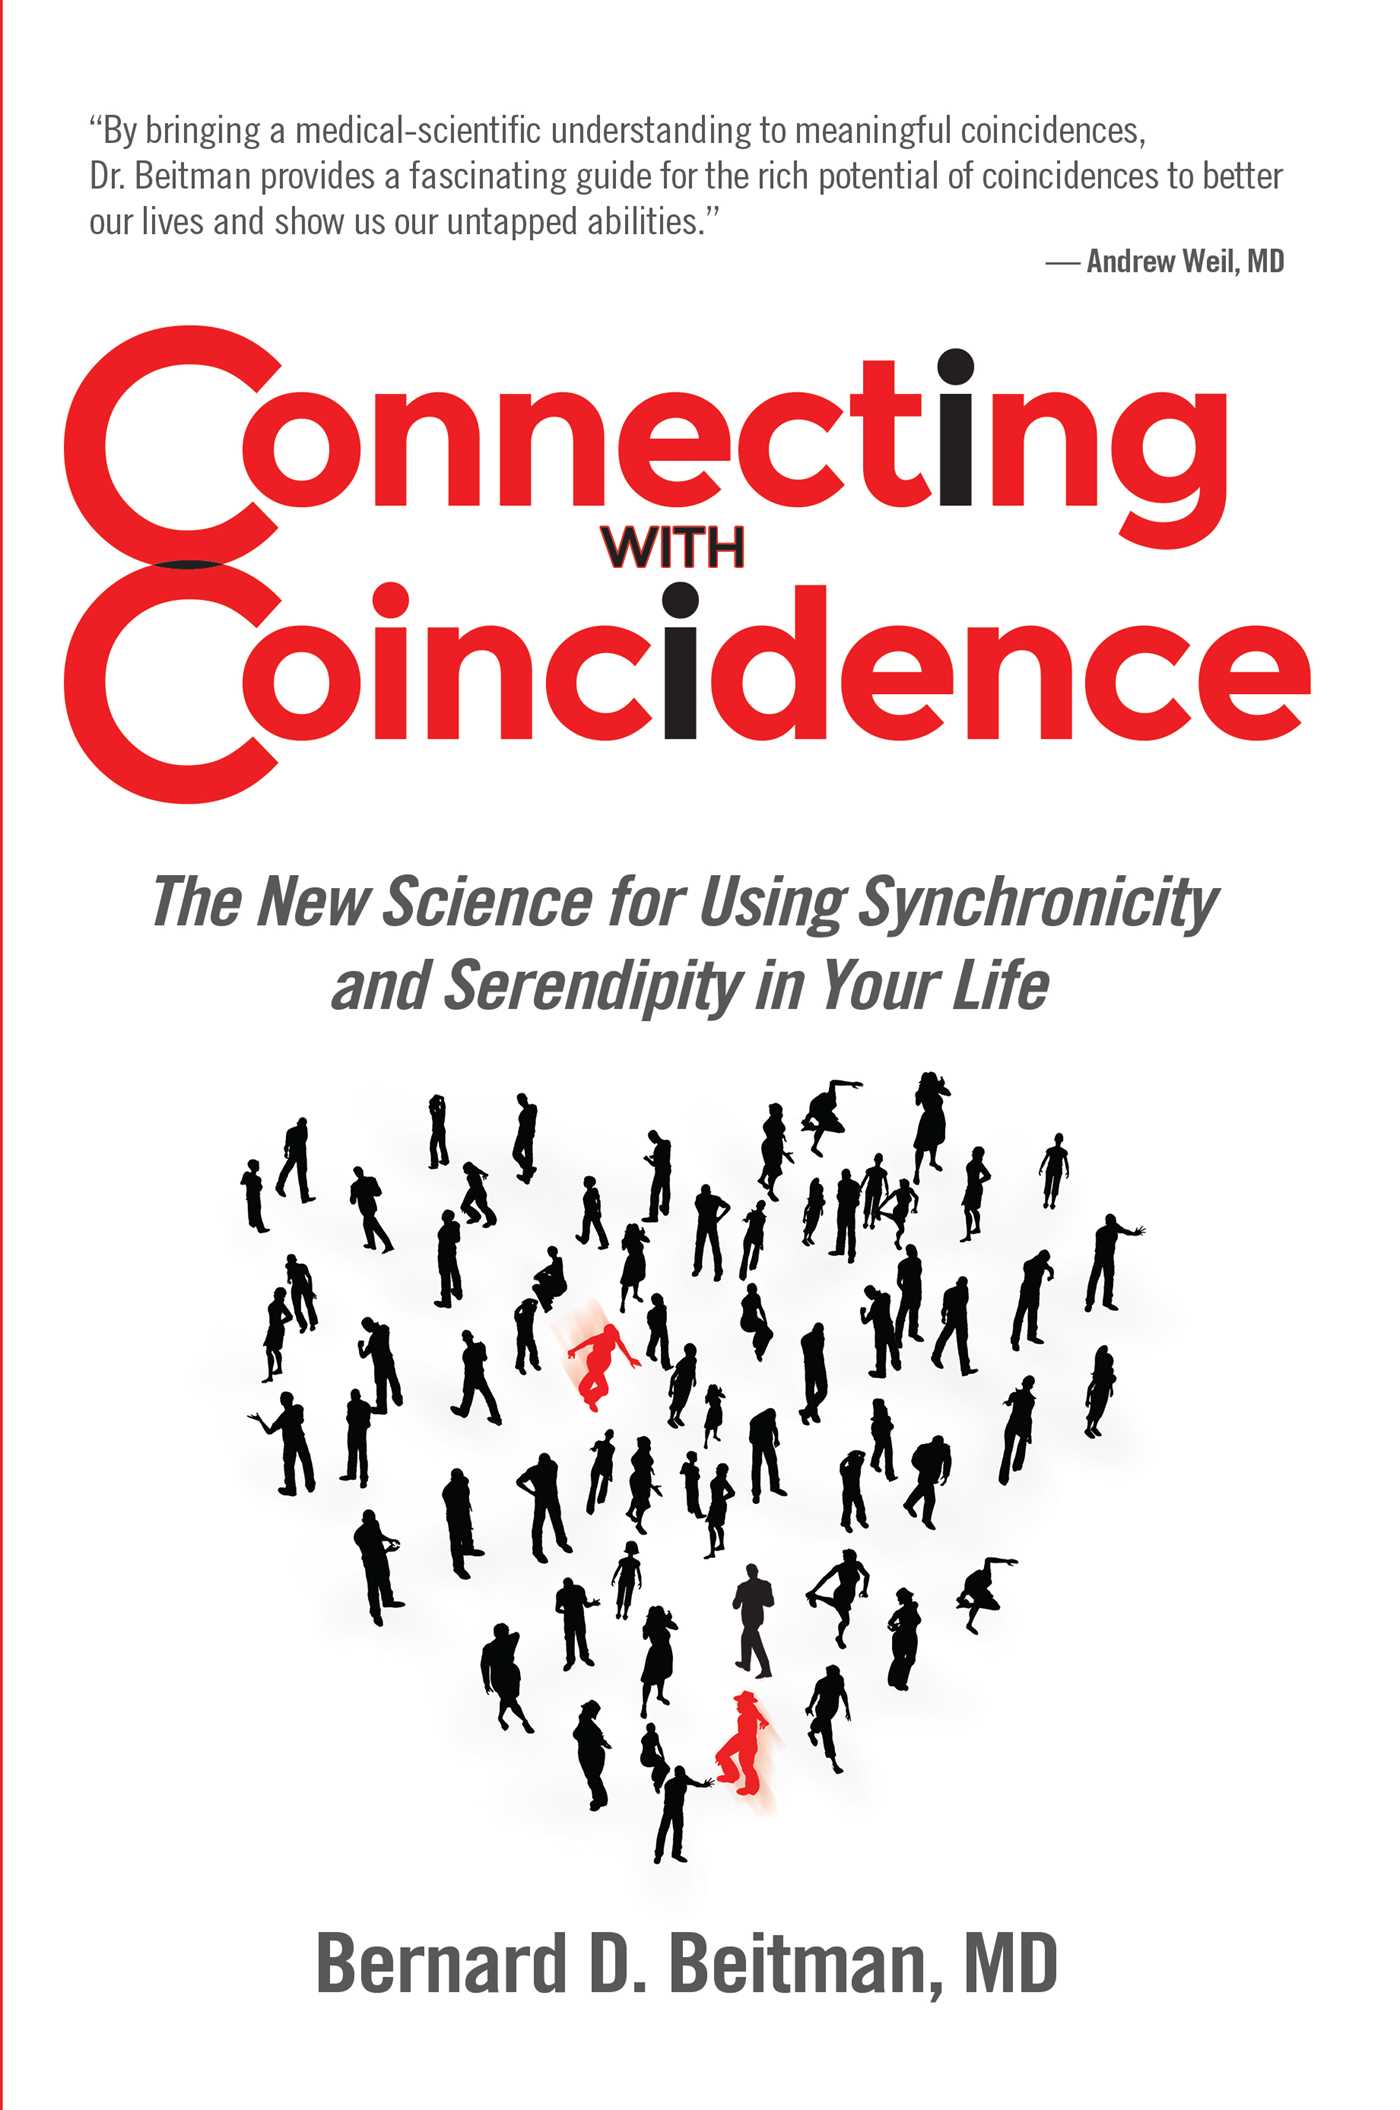 “By bringing a medical-scientific understanding to meaningful coincidences,
Dr. Beitman provides a fascinating guide for the rich potential of coincidences to better
our lives and show us our untapped abilities.”
— Andrew Weil, MD
Connecting
WITH
Coincidence
The New Science for Using Synchronicity
and Serendipity in Your Life
Bernard D. Beitman, MD